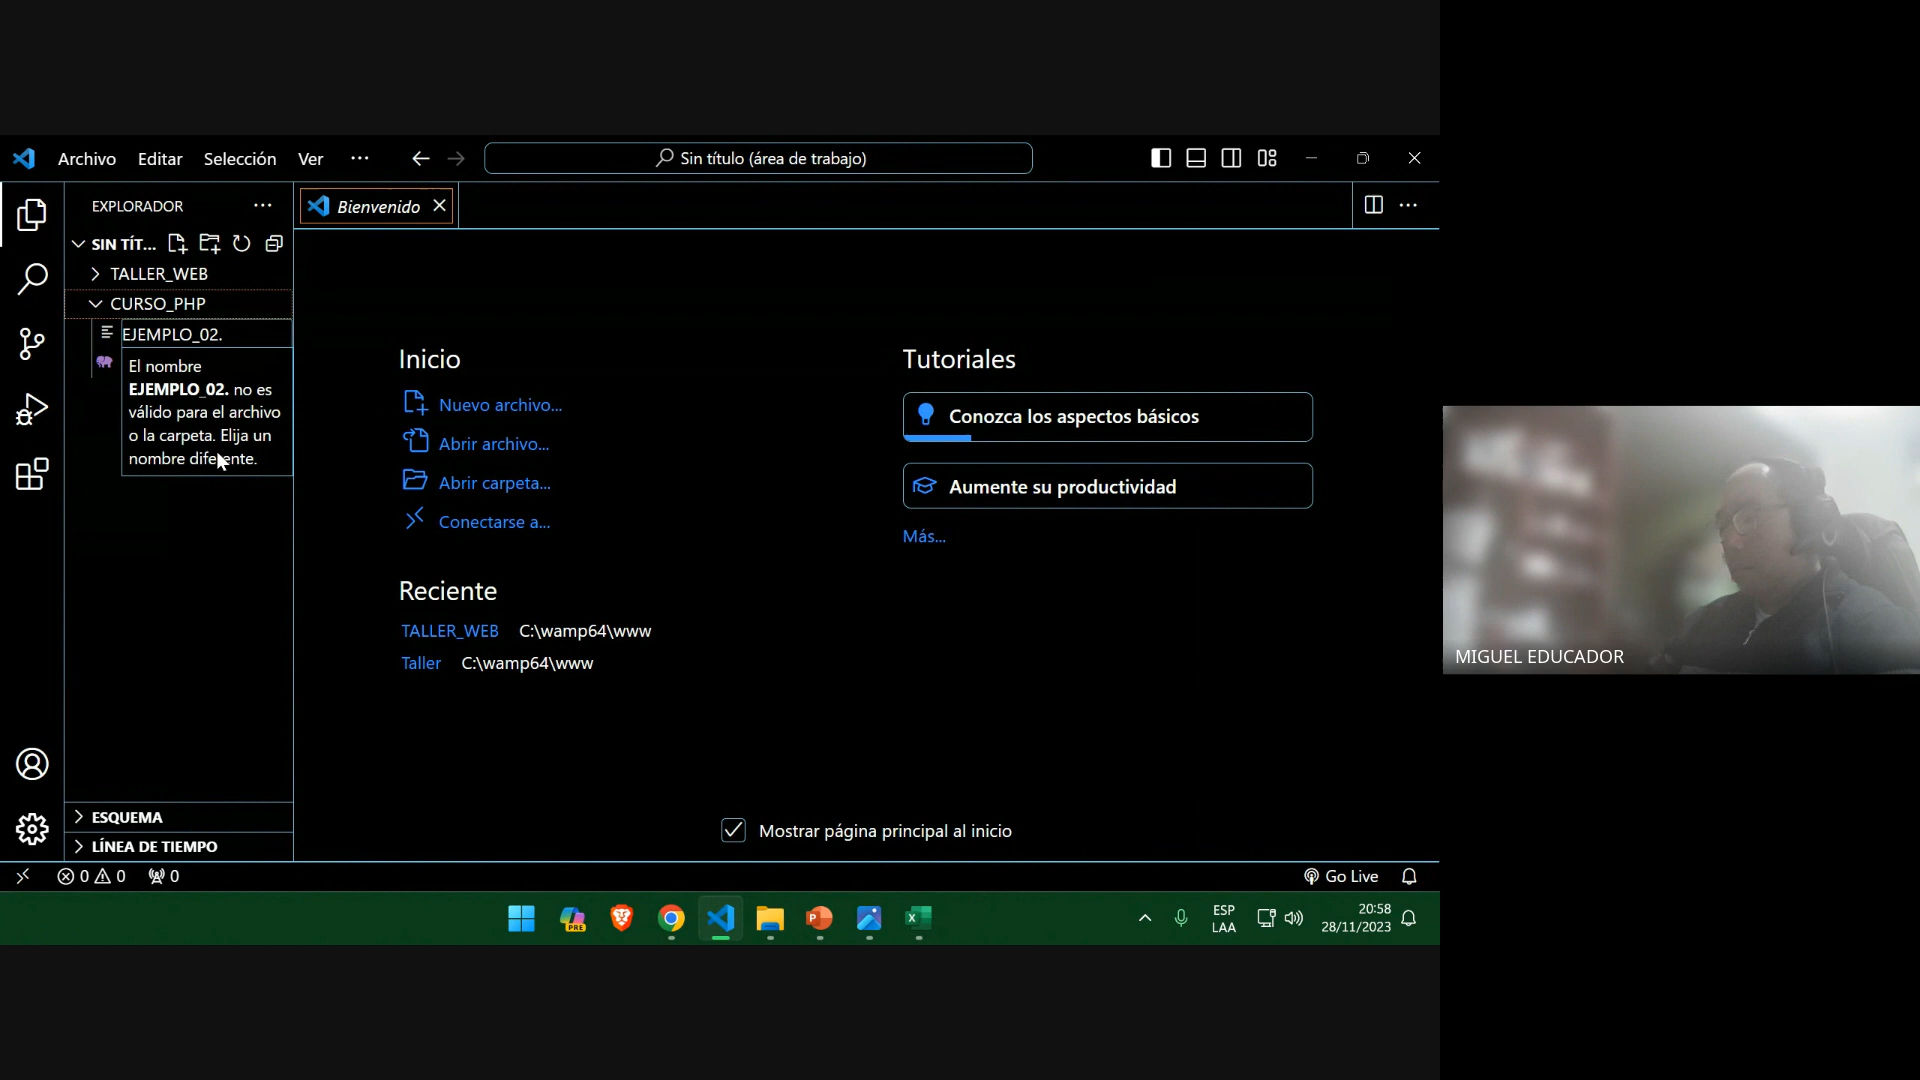 Archivo Editar Selección Ver ···
Sin título (área de trabajo)
EXPLORADOR ···
Bienvenido
SIN TÍT...
TALLER_WEB
CURSO_PHP
EJEMPLO_02.
El nombre
EJEMPLO_02. no es
válido para el archivo
o la carpeta. Elija un
nombre diferente.
Inicio
Nuevo archivo...
Abrir archivo...
Abrir carpeta...
Conectarse a...
Reciente
TALLER_WEB C:\wamp64\www
Taller C:\wamp64\www
Tutoriales
Conozca los aspectos básicos
Aumente su productividad
Más...
Mostrar página principal al inicio
ESQUEMA
LÍNEA DE TIEMPO
0 0 0
Go Live
PRE
ESP
LAA
20:58
28/11/2023
MIGUEL EDUCADOR